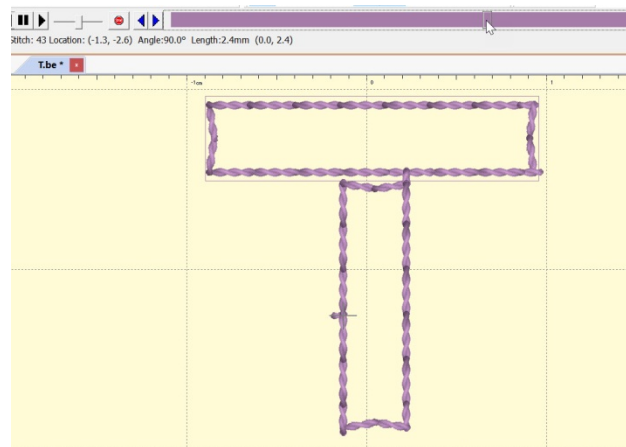 Stitch: 43 Location: (-1.3, -2.6) Angle:90.0° Length:2.4mm (0.0, 2.4)
T.be *
-1cm 0 1